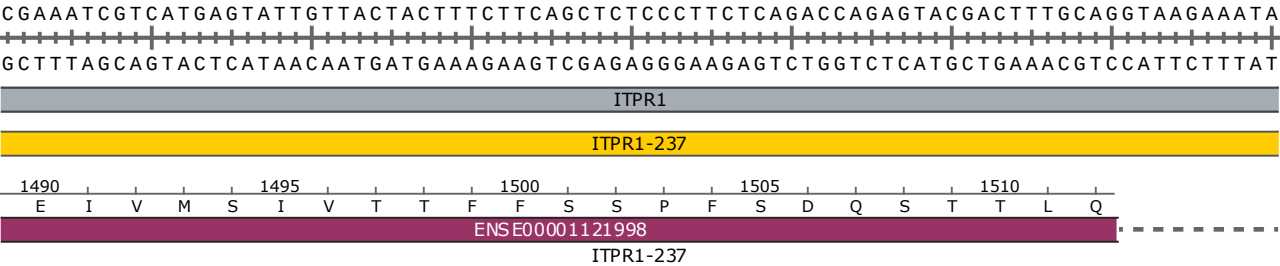 CGAAATCGTCATGAGTATTGTTACTACTTTCTTCAGCTCTCCCTTCTCAGACCAGAGTACGACTTTGCAGGTAAGAAATA
GCTTTAGCAGTACTCATAACAATGATGAAAGAAGTCGAGAGGGAAGAGTCTGGTCTCATGCTGAAACGTCCATTCTTTAT
ITPR1
ITPR1-237
1490 1495 1500 1505 1510
E I V M S I V T T F F S S P F S D Q S T T L Q
ENSE00001121998
ITPR1-237